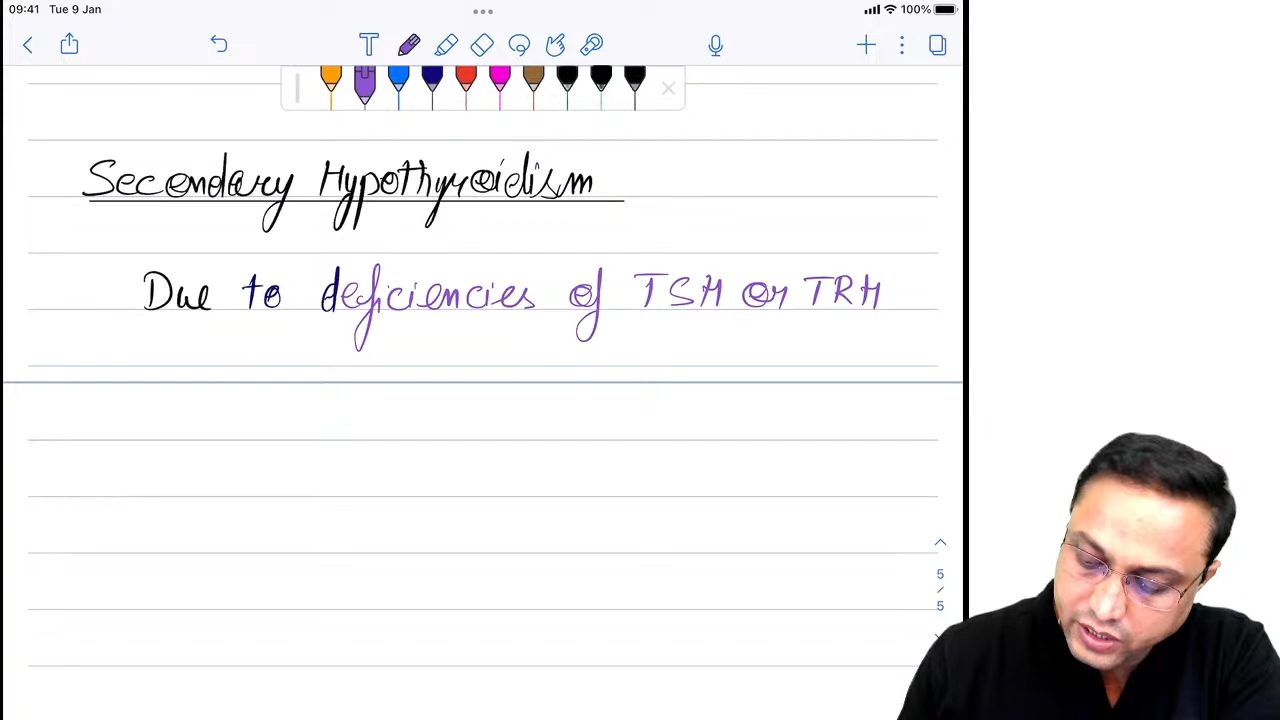 09:41 Tue 9 Jan
100%
T
Secondary Hypothyroidism
Due to deficiencies of TSH or TRH
5
/
5